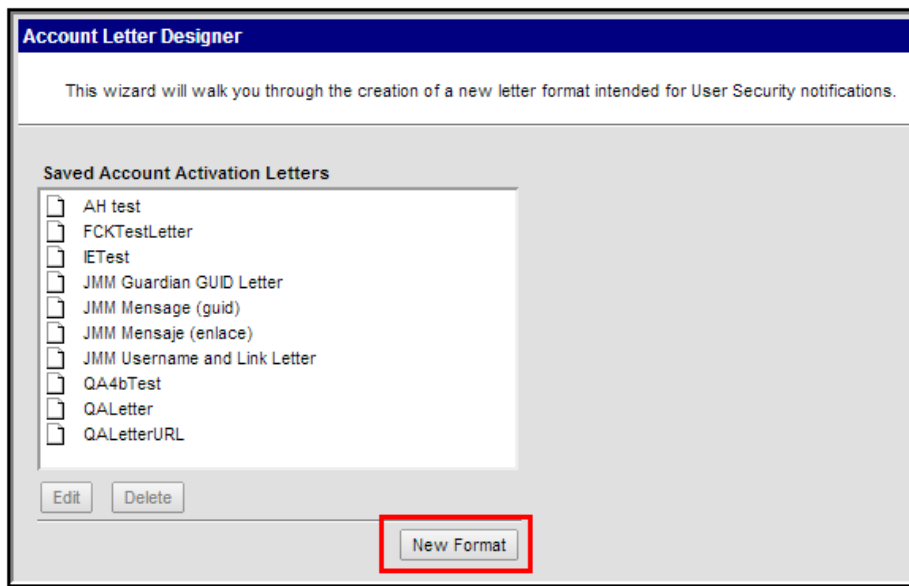 Account Letter Designer
This wizard will walk you through the creation of a new letter format intended for User Security notifications.
Saved Account Activation Letters
AH test
FCKTestLetter
IETest
JMM Guardian GUID Letter
JMM Mensage (guid)
JMM Mensaje (enlace)
JMM Username and Link Letter
QA4bTest
QALetter
QALetterURL
Edit Delete
New Format